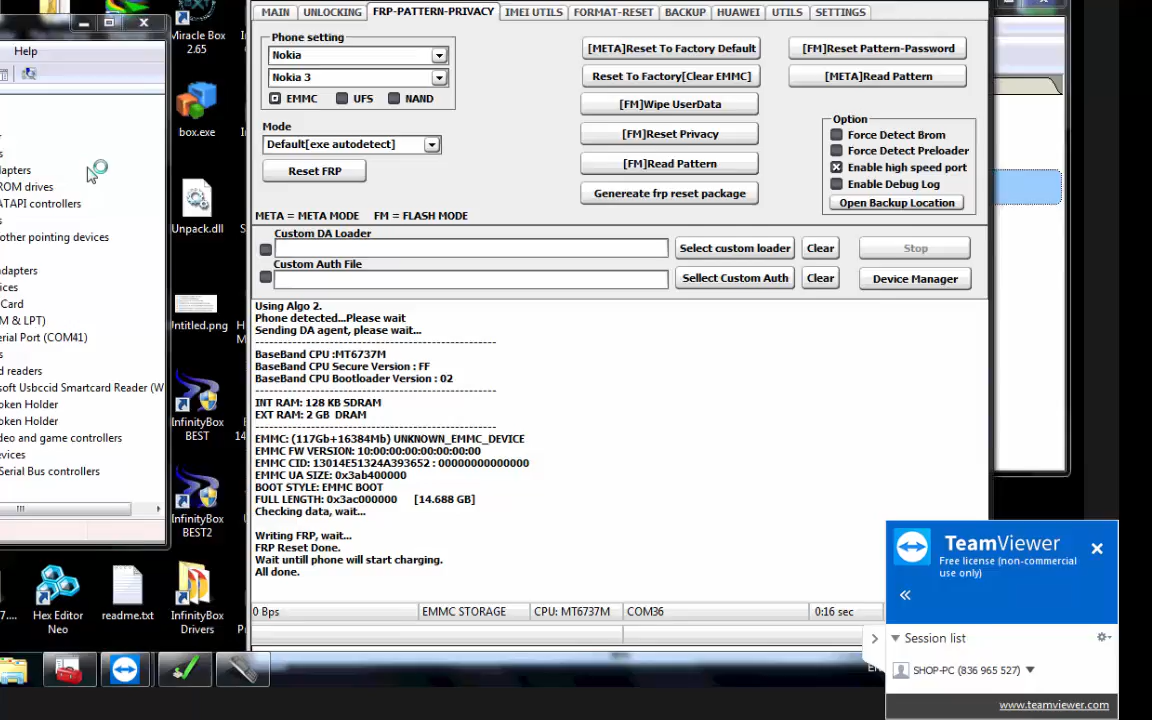 Help
dapters
ROM drives
ATAPI controllers
other pointing devices
adapters
ices
Card
M & LPT)
erial Port (COM41)
d readers
soft Usbccid Smartcard Reader (W
oken Holder
oken Holder
deo and game controllers
evices
Serial Bus controllers
Miracle Box
2.65
box.exe
Unpack.dll
Untitled.png
InfinityBox
BEST
InfinityBox
BEST2
Hex Editor
Neo
readme.txt
InfinityBox
Drivers
MAIN UNLOCKING FRP-PATTERN-PRIVACY IMEI UTILS FORMAT-RESET BACKUP HUAWEI UTILS SETTINGS
Phone setting
Nokia
Nokia 3
EMMC UFS NAND
Mode
Default[exe autodetect]
Reset FRP
META = META MODE FM = FLASH MODE
[META]Reset To Factory Default
Reset To Factory[Clear EMMC]
[FM]Wipe UserData
[FM]Reset Privacy
[FM]Read Pattern
Genereate frp reset package
[FM]Reset Pattern-Password
[META]Read Pattern
Option
Force Detect Brom
Force Detect Preloader
Enable high speed port
Enable Debug Log
Open Backup Location
Custom DA Loader
Select custom loader Clear Stop
Custom Auth File
Sellect Custom Auth Clear Device Manager
Using Algo 2.
Phone detected...Please wait
Sending DA agent, please wait...
BaseBand CPU :MT6737M
BaseBand CPU Secure Version : FF
BaseBand CPU Bootloader Version : 02
INT RAM: 128 KB SDRAM
EXT RAM: 2 GB DRAM
EMMC: (117Gb+16384Mb) UNKNOWN_EMMC_DEVICE
EMMC FW VERSION: 10:00:00:00:00:00:00:00
EMMC CID: 13014E51324A393652 : 00000000000000
EMMC UA SIZE: 0x3ab400000
BOOT STYLE: EMMC BOOT
FULL LENGTH: 0x3ac000000 [14.688 GB]
Checking data, wait...
Writing FRP, wait...
FRP Reset Done.
Wait untill phone will start charging.
All done.
0 Bps EMMC STORAGE CPU: MT6737M COM36 0:16 sec
TeamViewer
Free license (non-commercial
use only)
Session list
SHOP-PC (836 965 527)
www.teamviewer.com